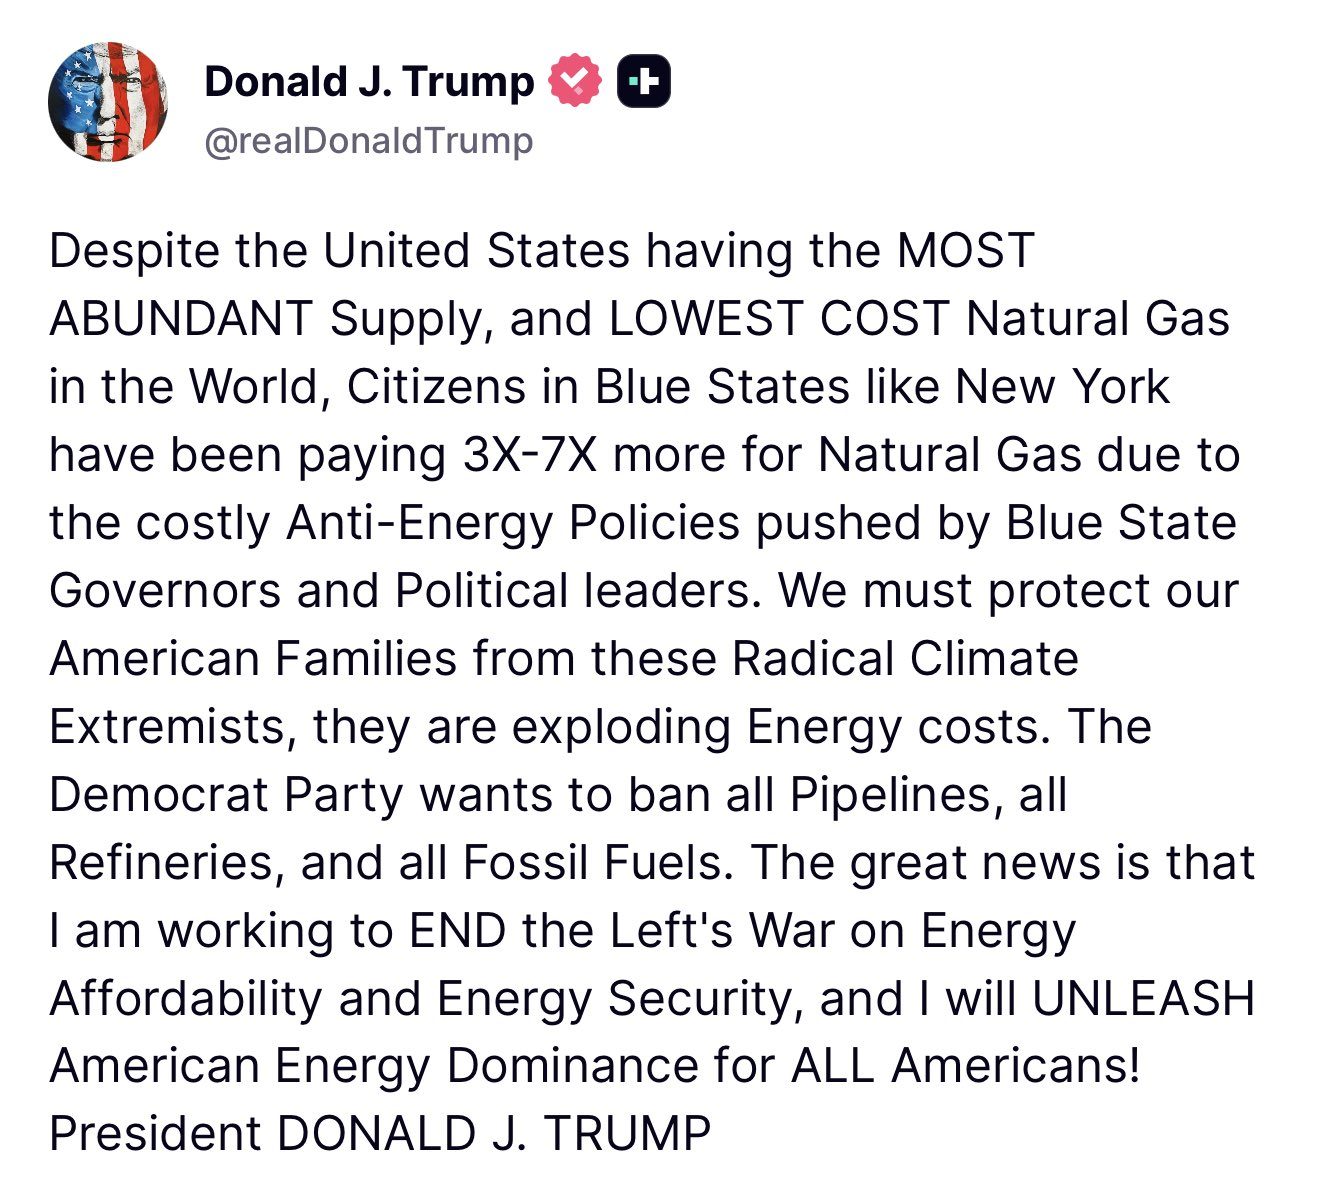 Donald J. Trump
@realDonaldTrump
Despite the United States having the MOST
ABUNDANT Supply, and LOWEST COST Natural Gas
in the World, Citizens in Blue States like New York
have been paying 3X-7X more for Natural Gas due to
the costly Anti-Energy Policies pushed by Blue State
Governors and Political leaders. We must protect our
American Families from these Radical Climate
Extremists, they are exploding Energy costs. The
Democrat Party wants to ban all Pipelines, all
Refineries, and all Fossil Fuels. The great news is that
I am working to END the Left's War on Energy
Affordability and Energy Security, and I will UNLEASH
American Energy Dominance for ALL Americans!
President DONALD J. TRUMP